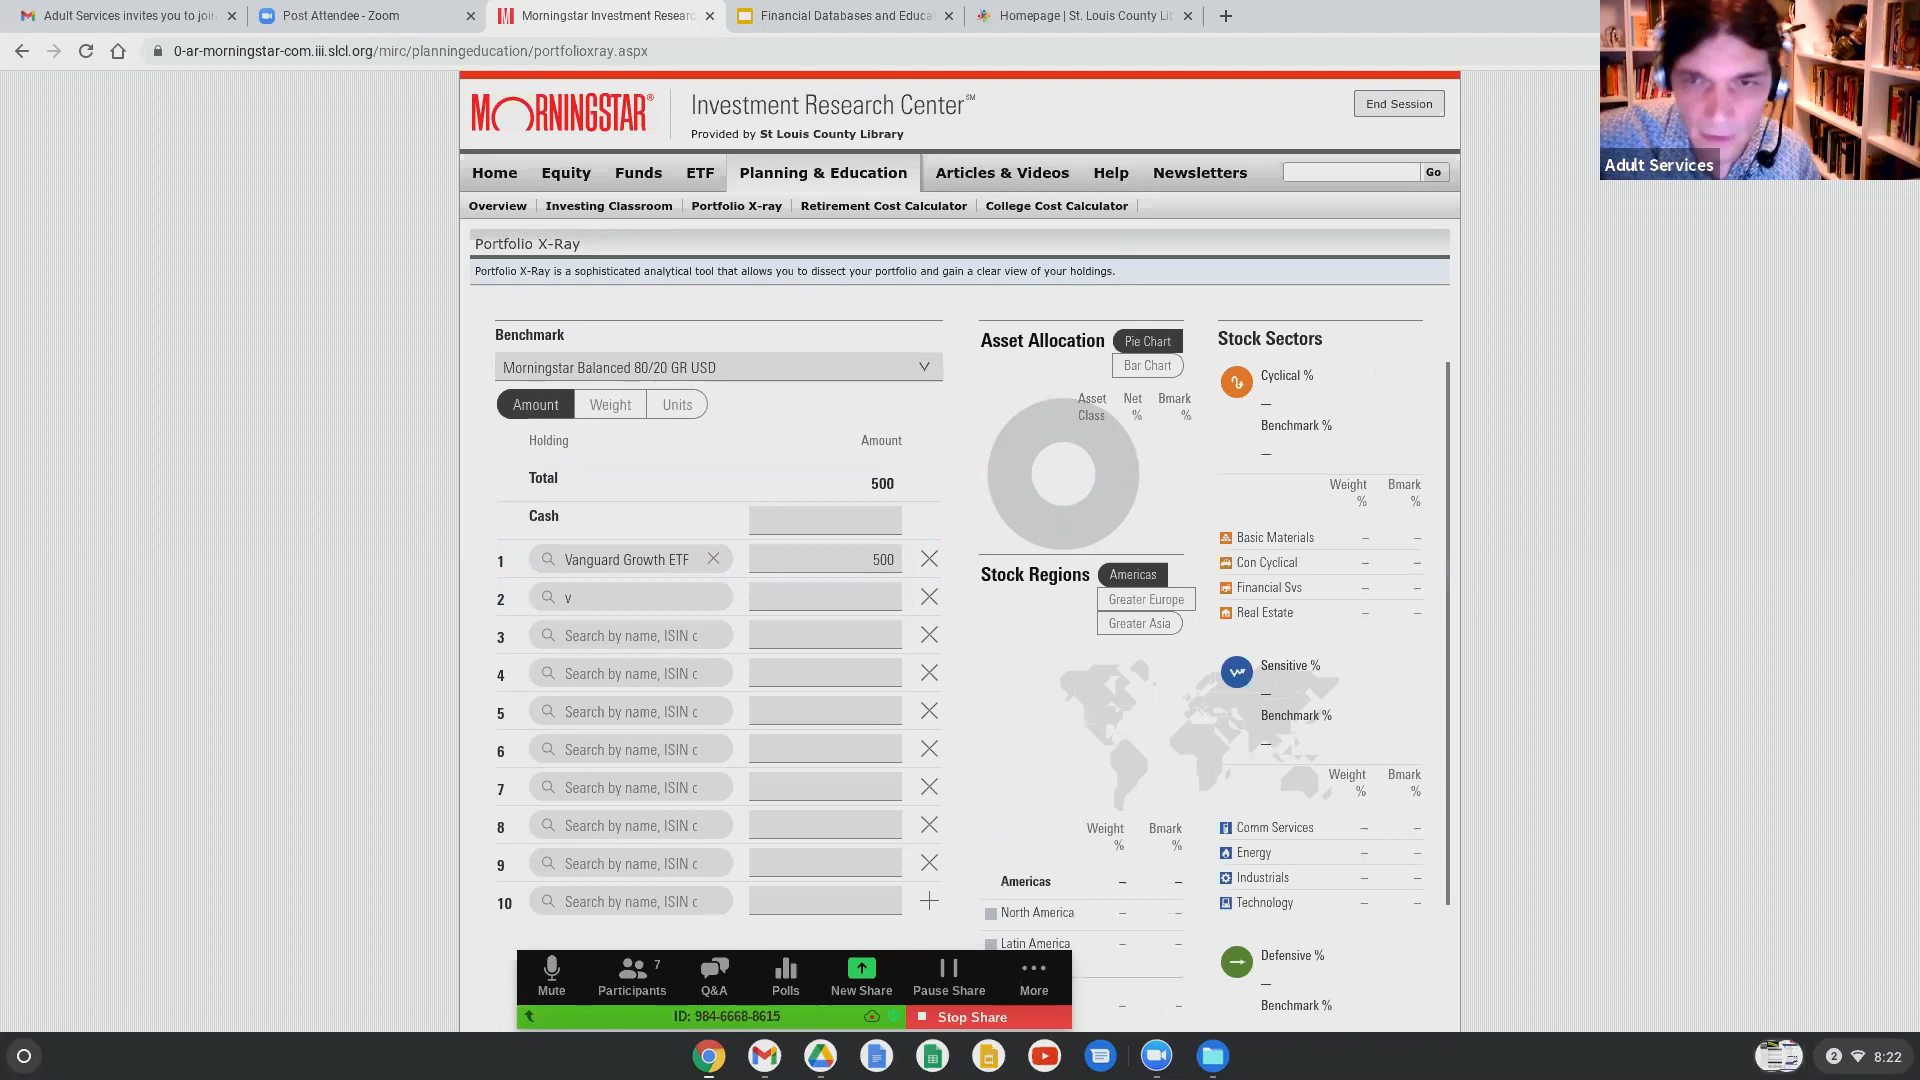 Adult Services invites you to join
Post Attendee - Zoom
Morningstar Investment Researc
Financial Databases and Educa
Homepage | St. Louis County Lib
0-ar-morningstar-com.iii.slcl.org/mirc/planningeducation/portfolioxray.aspx
Adult Services
MORNINGSTAR®
Investment Research Center℠
Provided by St Louis County Library
End Session
Home
Equity
Funds
ETF
Planning & Education
Articles & Videos
Help
Newsletters
Go
Overview
Investing Classroom
Portfolio X-ray
Retirement Cost Calculator
College Cost Calculator
Portfolio X-Ray
Portfolio X-Ray is a sophisticated analytical tool that allows you to dissect your portfolio and gain a clear view of your holdings.
Benchmark
Morningstar Balanced 80/20 GR USD
Amount
Weight
Units
Holding
Amount
Total
500
Cash
1
Vanguard Growth ETF
500
2
v
3
Search by name, ISIN c
4
Search by name, ISIN c
5
Search by name, ISIN c
6
Search by name, ISIN c
7
Search by name, ISIN c
8
Search by name, ISIN c
9
Search by name, ISIN c
10
Search by name, ISIN c
Asset Allocation
Pie Chart
Bar Chart
Asset Class
Net %
Bmark %
Stock Regions
Americas
Greater Europe
Greater Asia
Weight %
Bmark %
Americas – –
North America – –
Latin America – –
– –
Stock Sectors
Cyclical %
—
Benchmark %
—
Weight %
Bmark %
Basic Materials – –
Con Cyclical – –
Financial Svs – –
Real Estate – –
Sensitive %
—
Benchmark %
—
Weight %
Bmark %
Comm Services – –
Energy – –
Industrials – –
Technology – –
Defensive %
—
Benchmark %
Mute
Participants
7
Q&A
Polls
New Share
Pause Share
More
ID: 984-6668-8615
Stop Share
2
8:22